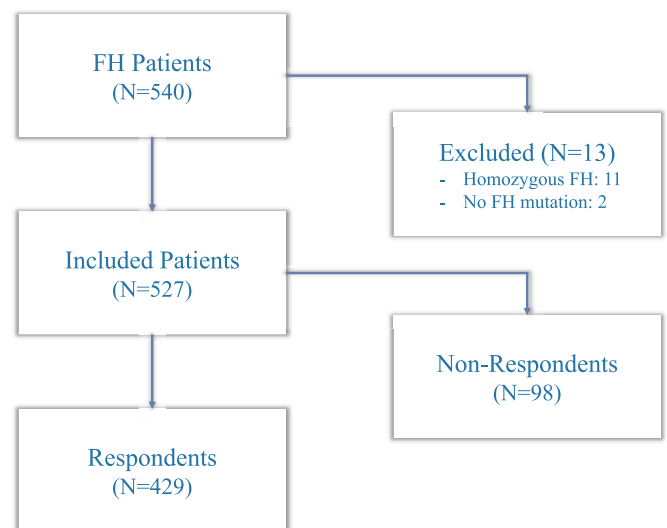 FH Patients
(N=540)
Excluded (N=13)
- Homozygous FH: 11
- No FH mutation: 2
Included Patients
(N=527)
Non-Respondents
(N=98)
Respondents
(N=429)